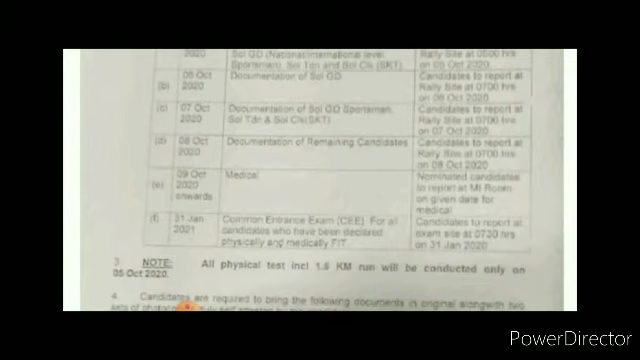 2020 Sol GD (National/International level Rally Site at 0500 hrs
Sportsmen), Sol Tdn and Sol Clk (SKT) on 05 Oct 2020
(b) 06 Oct Documentation of Sol GD Candidates to report at
2020 Rally Site at 0700 hrs
on 06 Oct 2020
(c) 07 Oct Documentation of Sol GD Sportsmen, Candidates to report at
2020 Sol Tdn & Sol Clk(SKT) Rally Site at 0700 hrs
on 07 Oct 2020
(d) 08 Oct Documentation of Remaining Candidates Candidates to report at
2020 Rally Site at 0700 hrs
on 08 Oct 2020
(e) 09 Oct Medical Nominated candidates
2020 to report at MI Room
onwards on given date for
medical
(f) 31 Jan Common Entrance Exam (CEE). For all Candidates to report at
2021 candidates who have been declared exam site at 0730 hrs
physically and medically FIT on 31 Jan 2020
3. NOTE: All physical test incl 1.6 KM run will be conducted only on
05 Oct 2020.
4. Candidates are required to bring the following documents in original alongwith two
sets of
PowerDirector